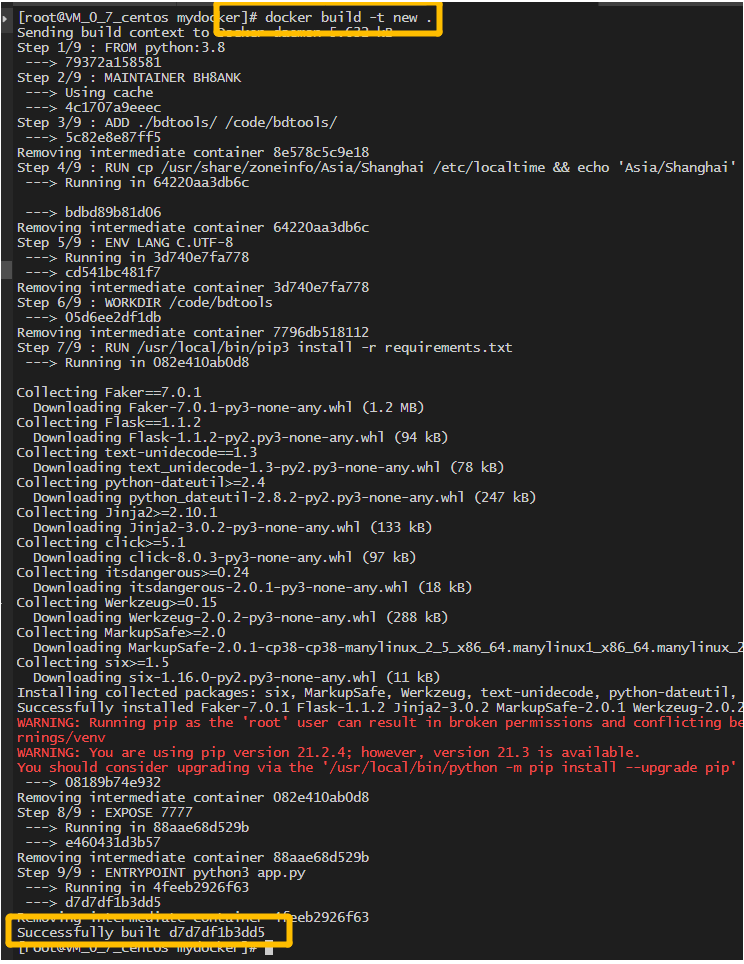 [root@VM_0_7_centos mydocker]# docker build -t new .
Sending build context to Docker daemon 5.632 kB
Step 1/9 : FROM python:3.8
 ---> 79372a158581
Step 2/9 : MAINTAINER BH8ANK
 ---> Using cache
 ---> 4c1707a9eeec
Step 3/9 : ADD ./bdtools/ /code/bdtools/
 ---> 5c82e8e87ff5
Removing intermediate container 8e578c5c9e18
Step 4/9 : RUN cp /usr/share/zoneinfo/Asia/Shanghai /etc/localtime && echo 'Asia/Shanghai'
 ---> Running in 64220aa3db6c
 ---> bdbd89b81d06
Removing intermediate container 64220aa3db6c
Step 5/9 : ENV LANG C.UTF-8
 ---> Running in 3d740e7fa778
 ---> cd541bc481f7
Removing intermediate container 3d740e7fa778
Step 6/9 : WORKDIR /code/bdtools
 ---> 05d6ee2df1db
Removing intermediate container 7796db518112
Step 7/9 : RUN /usr/local/bin/pip3 install -r requirements.txt
 ---> Running in 082e410ab0d8
Collecting Faker==7.0.1
  Downloading Faker-7.0.1-py3-none-any.whl (1.2 MB)
Collecting Flask==1.1.2
  Downloading Flask-1.1.2-py2.py3-none-any.whl (94 kB)
Collecting text-unidecode==1.3
  Downloading text_unidecode-1.3-py2.py3-none-any.whl (78 kB)
Collecting python-dateutil>=2.4
  Downloading python_dateutil-2.8.2-py2.py3-none-any.whl (247 kB)
Collecting Jinja2>=2.10.1
  Downloading Jinja2-3.0.2-py3-none-any.whl (133 kB)
Collecting click>=5.1
  Downloading click-8.0.3-py3-none-any.whl (97 kB)
Collecting itsdangerous>=0.24
  Downloading itsdangerous-2.0.1-py3-none-any.whl (18 kB)
Collecting Werkzeug>=0.15
  Downloading Werkzeug-2.0.2-py3-none-any.whl (288 kB)
Collecting MarkupSafe>=2.0
  Downloading MarkupSafe-2.0.1-cp38-cp38-manylinux_2_5_x86_64.manylinux1_x86_64.manylinux_2
Collecting six>=1.5
  Downloading six-1.16.0-py2.py3-none-any.whl (11 kB)
Installing collected packages: six, MarkupSafe, Werkzeug, text-unidecode, python-dateutil,
Successfully installed Faker-7.0.1 Flask-1.1.2 Jinja2-3.0.2 MarkupSafe-2.0.1 Werkzeug-2.0.2
WARNING: Running pip as the 'root' user can result in broken permissions and conflicting be
rnings/venv
WARNING: You are using pip version 21.2.4; however, version 21.3 is available.
You should consider upgrading via the '/usr/local/bin/python -m pip install --upgrade pip'
 ---> 08189b74e932
Removing intermediate container 082e410ab0d8
Step 8/9 : EXPOSE 7777
 ---> Running in 88aae68d529b
 ---> e460431d3b57
Removing intermediate container 88aae68d529b
Step 9/9 : ENTRYPOINT python3 app.py
 ---> Running in 4feeb2926f63
 ---> d7d7df1b3dd5
Removing intermediate container 4feeb2926f63
Successfully built d7d7df1b3dd5
[root@VM_0_7_centos mydocker]#